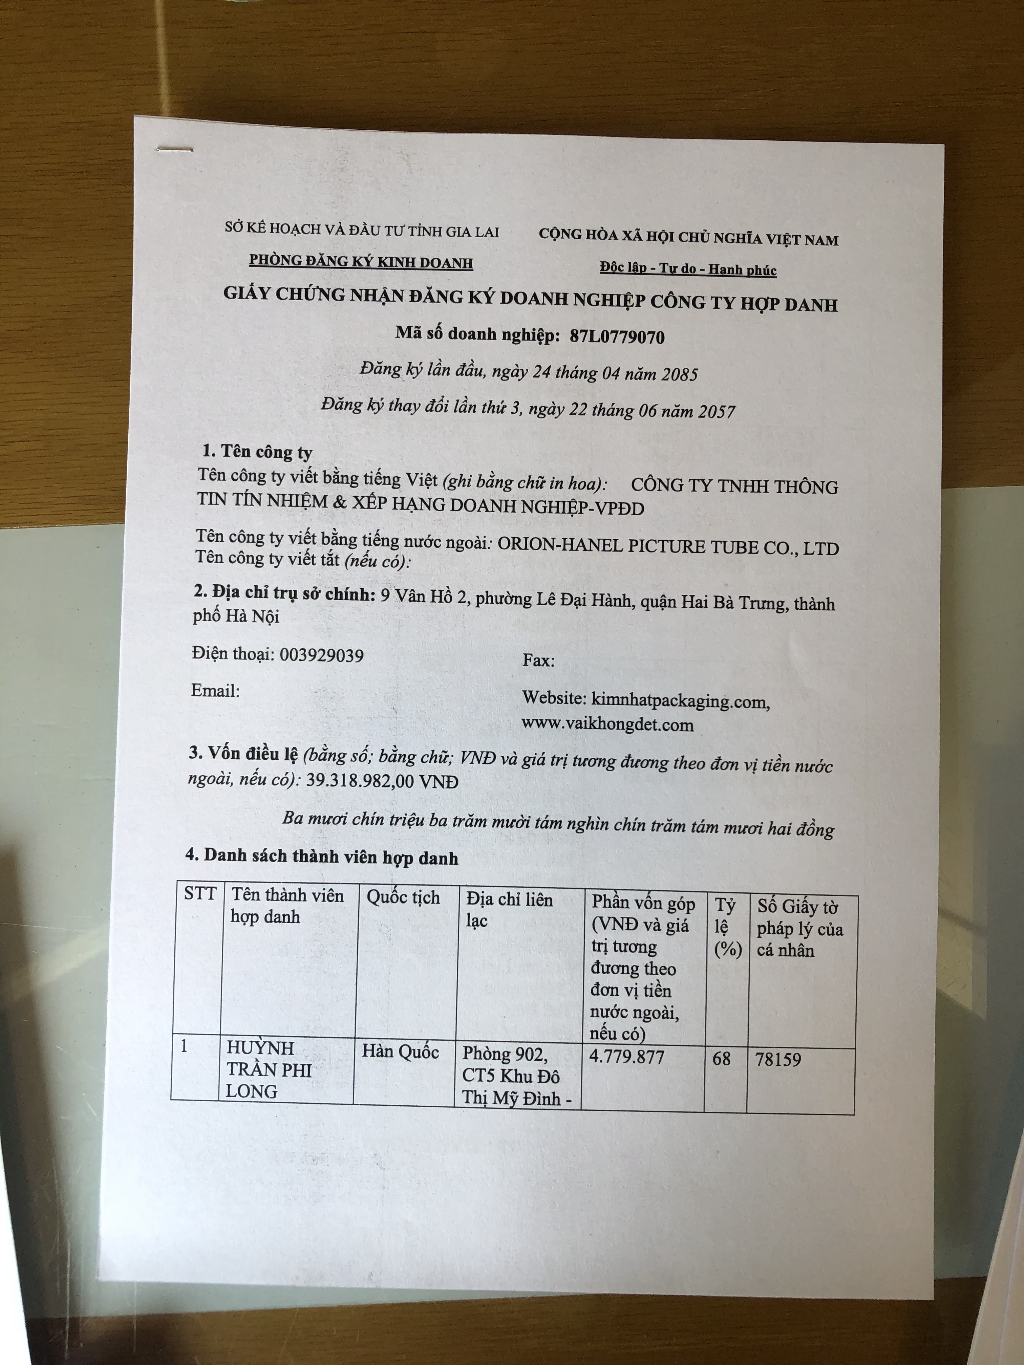 SỞ KẾ HOẠCH VÀ ĐẦU TƯ TỈNH GIA LAI
PHÒNG ĐĂNG KÝ KINH DOANH
CỘNG HÒA XÃ HỘI CHỦ NGHĨA VIỆT NAM
Độc lập - Tự do - Hạnh phúc
GIẤY CHỨNG NHẬN ĐĂNG KÝ DOANH NGHIỆP CÔNG TY HỢP DANH
Mã số doanh nghiệp: 87L0779070
Đăng ký lần đầu, ngày 24 tháng 04 năm 2085
Đăng ký thay đổi lần thứ 3, ngày 22 tháng 06 năm 2057
1. Tên công ty
Tên công ty viết bằng tiếng Việt (ghi bằng chữ in hoa): CÔNG TY TNHH THÔNG
TIN TÍN NHIỆM & XẾP HẠNG DOANH NGHIỆP-VPĐD
Tên công ty viết bằng tiếng nước ngoài: ORION-HANEL PICTURE TUBE CO., LTD
Tên công ty viết tắt (nếu có):
2. Địa chỉ trụ sở chính: 9 Vân Hồ 2, phường Lê Đại Hành, quận Hai Bà Trưng, thành
phố Hà Nội
Điện thoại: 003929039
Fax:
Email:
Website: kimnhatpackaging.com,
www.vaikhongdet.com
3. Vốn điều lệ (bằng số; bằng chữ; VNĐ và giá trị tương đương theo đơn vị tiền nước
ngoài, nếu có): 39.318.982,00 VNĐ
Ba mươi chín triệu ba trăm mười tám nghìn chín trăm tám mươi hai đồng
4. Danh sách thành viên hợp danh
STT
Tên thành viên
hợp danh
Quốc tịch
Địa chỉ liên
lạc
Phần vốn góp
(VNĐ và giá
trị tương
đương theo
đơn vị tiền
nước ngoài,
nếu có)
Tỷ
lệ
(%)
Số Giấy tờ
pháp lý của
cá nhân
1
HUỲNH
TRẦN PHI
LONG
Hàn Quốc
Phòng 902,
CT5 Khu Đô
Thị Mỹ Đình -
4.779.877
68
78159